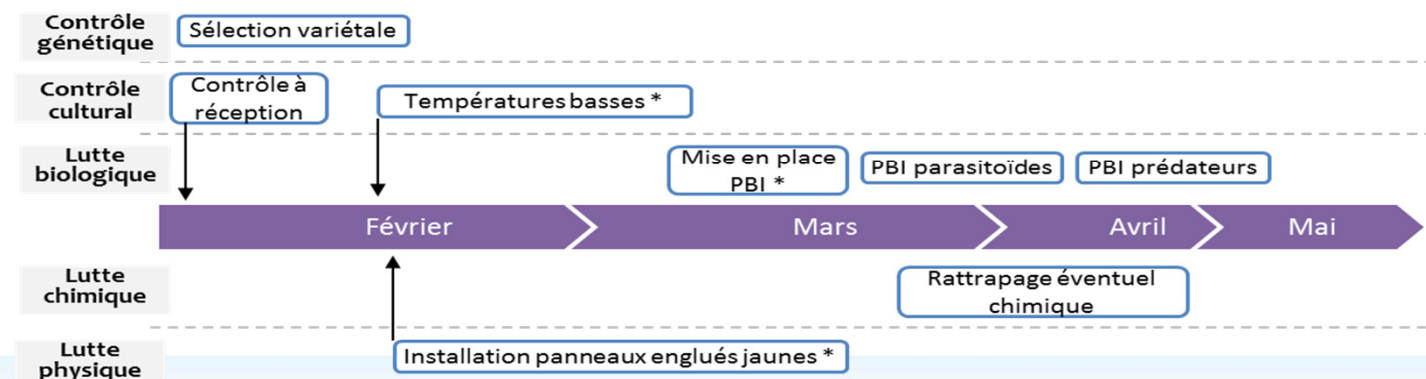 Contrôle
génétique
Sélection variétale
Contrôle
cultural
Contrôle à
réception
Températures basses *
Lutte
biologique
Mise en place
PBI *
PBI parasitoïdes
PBI prédateurs
Février
Mars
Avril
Mai
Lutte
chimique
Rattrapage éventuel
chimique
Lutte
physique
Installation panneaux englués jaunes *